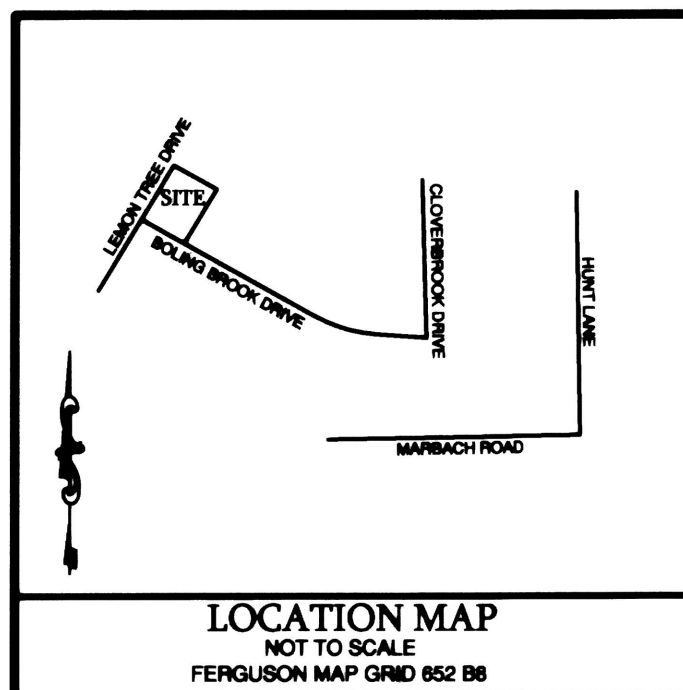 LEMON TREE DRIVE
SITE
BOLING BROOK DRIVE
CLOVERBROOK DRIVE
HUNT LANE
MARBACH ROAD
LOCATION MAP
NOT TO SCALE
FERGUSON MAP GRID 652 B8